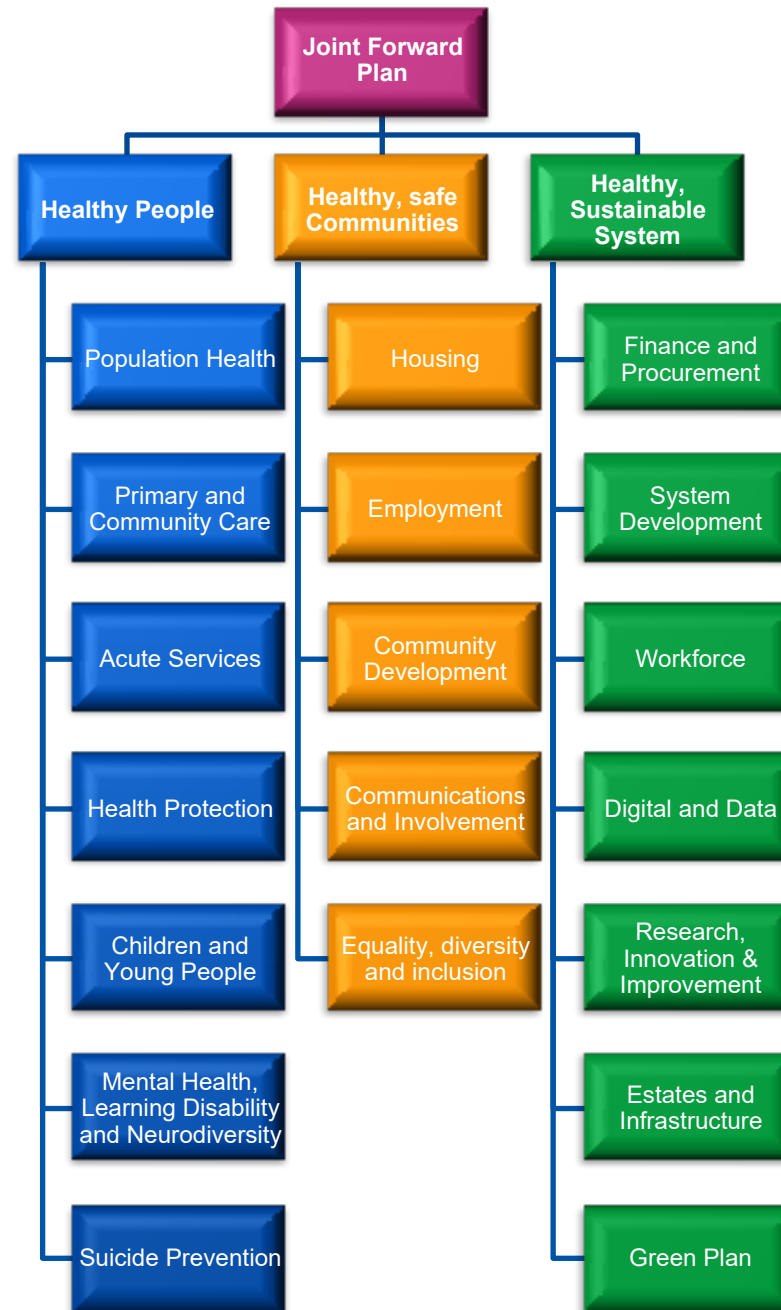 Joint Forward
Plan
Healthy People
Healthy, safe
Communities
Healthy,
Sustainable
System
Population Health
Primary and
Community Care
Acute Services
Health Protection
Children and
Young People
Mental Health,
Learning Disability
and Neurodiversity
Suicide Prevention
Housing
Employment
Community
Development
Communications
and Involvement
Equality, diversity
and inclusion
Finance and
Procurement
System
Development
Workforce
Digital and Data
Research,
Innovation &
Improvement
Estates and
Infrastructure
Green Plan